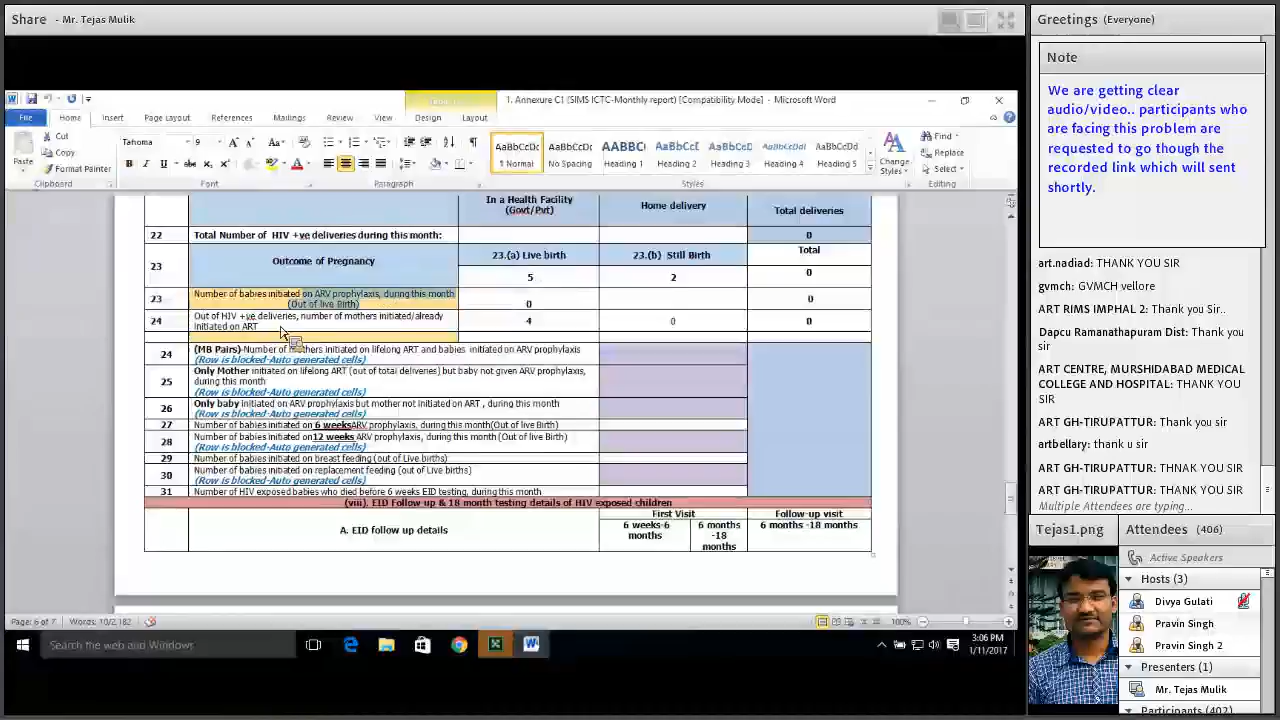 Share - Mr. Tejas Mulik
1. Annexure C1 (SIMS ICTC-Monthly report) [Compatibility Mode] - Microsoft Word
File Home Insert Page Layout References Mailings Review View Design Layout
Paste
Cut
Copy
Format Painter
Clipboard
Tahoma 9
Font
Paragraph
AaBbCcDc AaBbCcDc AaBbCc AaBbCc AaBbCcDc AaBbCcDc AaBbCcDc
¶ Normal No Spacing Heading 1 Heading 2 Heading 3 Heading 4 Heading 5
Styles
Change Styles
Find
Replace
Select
Editing
In a Health Facility (Govt/Pvt) Home delivery Total deliveries
22 Total Number of HIV +ve deliveries during this month: 0
23 Outcome of Pregnancy 23.(a) Live birth 23.(b) Still Birth Total
5 2 0
23 Number of babies initiated on ARV prophylaxis, during this month
(Out of live Birth) 0 0
24 Out of HIV +ve deliveries, number of mothers initiated/already
initiated on ART 4 0 0
24 (MB Pairs)-Number of mothers initiated on lifelong ART and babies initiated on ARV prophylaxis
(Row is blocked-Auto generated cells)
25 Only Mother initiated on lifelong ART (out of total deliveries) but baby not given ARV prophylaxis,
during this month
(Row is blocked-Auto generated cells)
26 Only baby initiated on ARV prophylaxis but mother not initiated on ART , during this month
(Row is blocked-Auto generated cells)
27 Number of babies initiated on 6 weeksARV prophylaxis, during this month(Out of live Birth)
28 Number of babies initiated on12 weeks ARV prophylaxis, during this month (Out of live Birth)
(Row is blocked-Auto generated cells)
29 Number of babies initiated on breast feeding (out of Live births)
30 Number of babies initiated on replacement feeding (out of Live births)
(Row is blocked-Auto generated cells)
31 Number of HIV exposed babies who died before 6 weeks EID testing, during this month
(viii). EID Follow up & 18 month testing details of HIV exposed children
A. EID follow up details
First Visit Follow-up visit
6 weeks-6 months 6 months -18 months 6 months -18 months
Page: 6 of 7 Words: 10/2,182 100%
Search the web and Windows
3:06 PM
1/11/2017
Greetings (Everyone)
Note
We are getting clear
audio/video.. participants who
are facing this problem are
requested to go though the
recorded link which will sent
shortly.
art.nadiad: THANK YOU SIR
gvmch: GVMCH vellore
ART RIMS IMPHAL 2: Thank you Sir..
Dapcu Ramanathapuram Dist: Thank you
sir
ART CENTRE, MURSHIDABAD MEDICAL
COLLEGE AND HOSPITAL: THANK YOU
SIR
ART GH-TIRUPATTUR: Thank you sir
artbellary: thank u sir
ART GH-TIRUPATTUR: THNAK YOU SIR
ART GH-TIRUPATTUR: THANK YOU SIR
Multiple Attendees are typing...
Tejas1.png
Attendees (406)
Active Speakers
Hosts (3)
Divya Gulati
Pravin Singh
Pravin Singh 2
Presenters (1)
Mr. Tejas Mulik
Participants (402)